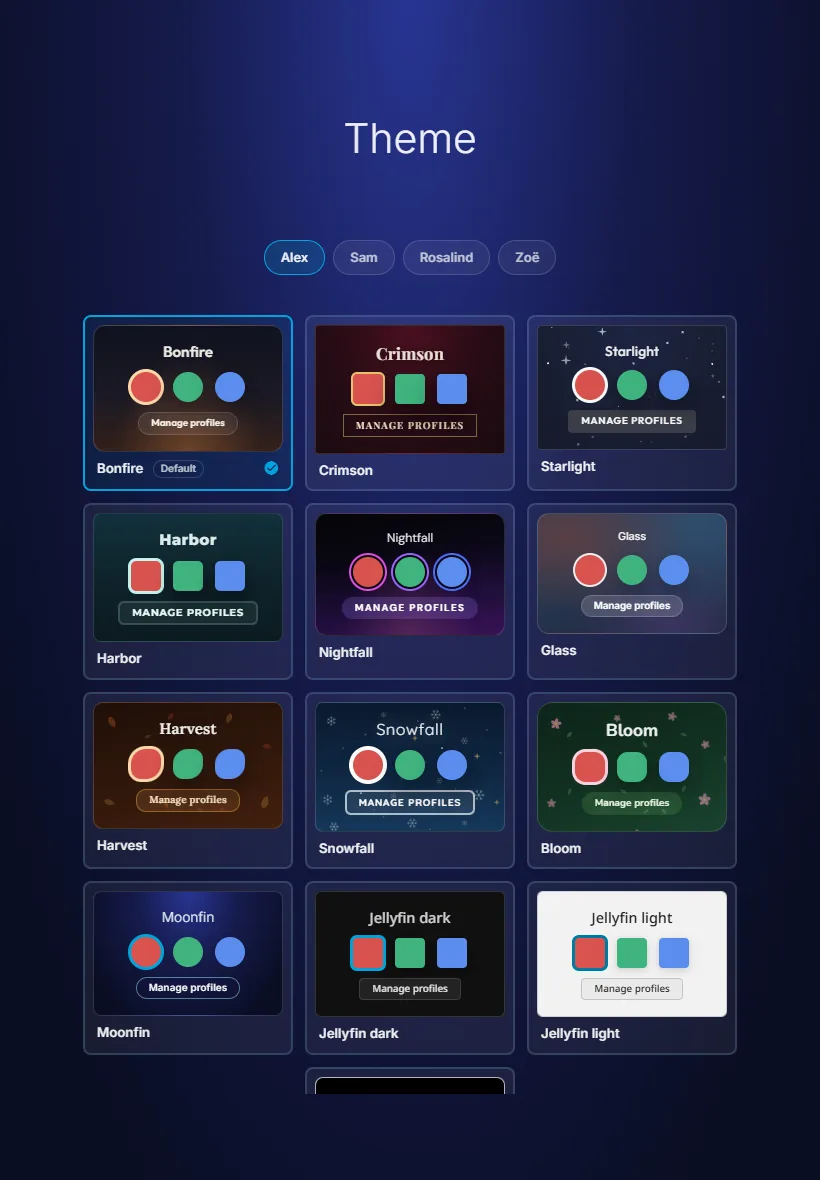 Theme
Alex Sam Rosalind Zoë
Bonfire
Manage profiles
Bonfire Default
Crimson
MANAGE PROFILES
Crimson
Starlight
MANAGE PROFILES
Starlight
Harbor
MANAGE PROFILES
Harbor
Nightfall
MANAGE PROFILES
Nightfall
Glass
Manage profiles
Glass
Harvest
Manage profiles
Harvest
Snowfall
MANAGE PROFILES
Snowfall
Bloom
Manage profiles
Bloom
Moonfin
Manage profiles
Moonfin
Jellyfin dark
Manage profiles
Jellyfin dark
Jellyfin light
Manage profiles
Jellyfin light